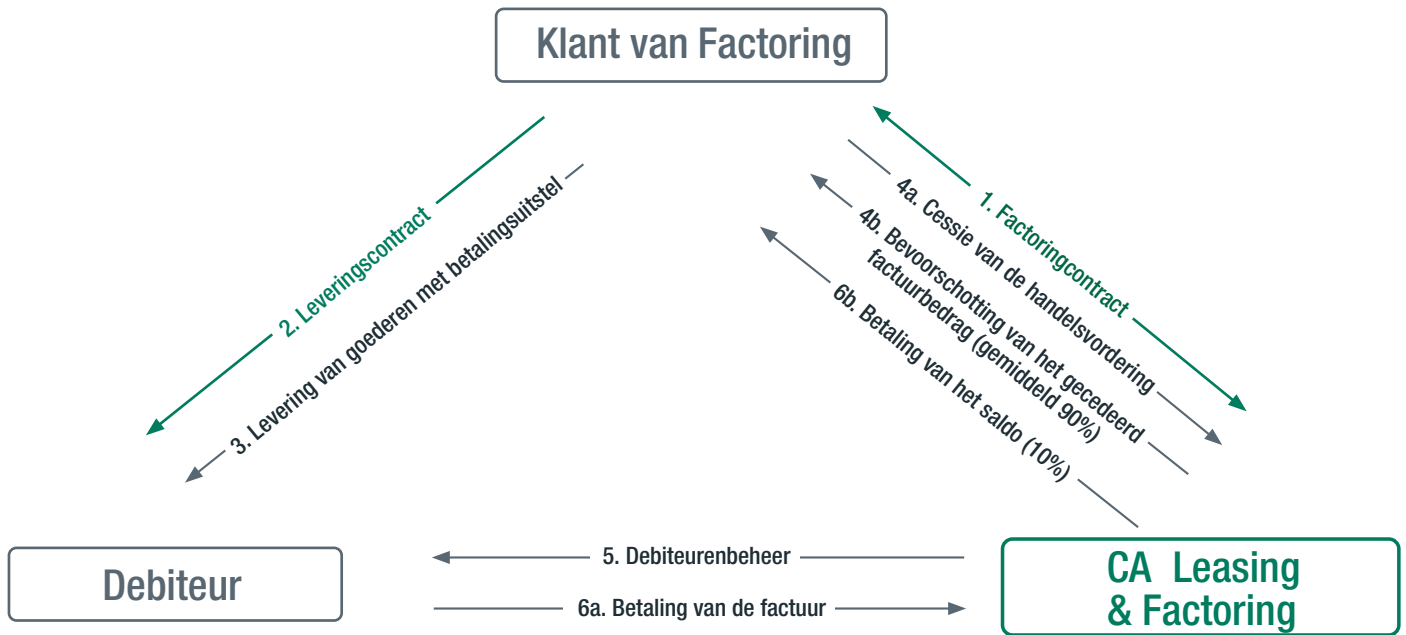 Klant van Factoring
1. Factoringcontract
4a. Cessie van de handelsvordering
4b. Bevoorschotting van het gecedeerd
factuurbedrag (gemiddeld 90%)
6b. Betaling van het saldo (10%)
2. Leveringscontract
3. Levering van goederen met betalingsuitstel
5. Debiteurenbeheer
6a. Betaling van de factuur
Debiteur
CA Leasing
& Factoring